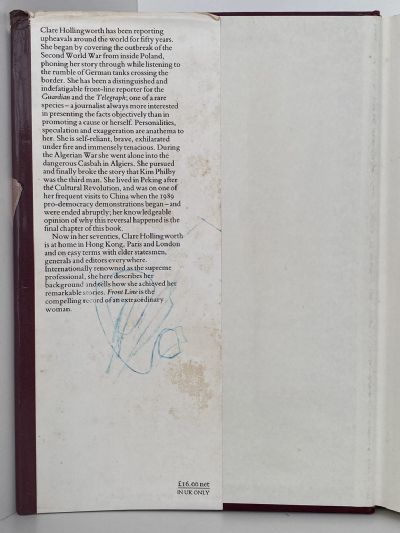 Clare Hollingworth has been reporting
upheavals around the world for fifty years.
She began by covering the outbreak of the
Second World War from inside Poland,
phoning her story through while listening to
the rumble of German tanks crossing the
border. She has been a distinguished and
indefatigable front-line reporter for the
Guardian and the Telegraph; one of a rare
species – a journalist always more interested
in presenting the facts objectively than in
promoting a cause or herself. Personalities,
speculation and exaggeration are anathema to
her. She is self-reliant, brave, exhilarated
under fire and immensely tenacious. During
the Algerian War she went alone into the
dangerous Casbah in Algiers. She pursued
and finally broke the story that Kim Philby
was the third man. She lived in Peking after
the Cultural Revolution, and was on one of
her frequent visits to China when the 1989
pro-democracy demonstrations began – and
were ended abruptly; her knowledgeable
opinion of why this reversal happened is the
final chapter of this book.
Now in her seventies, Clare Hollingworth
is at home in Hong Kong, Paris and London
and on easy terms with elder statesmen,
generals and editors everywhere.
Internationally renowned as the supreme
professional, she here describes her
background and tells how she achieved her
remarkable stories. Front Line is the
compelling record of an extraordinary
woman.
£16.00 net
IN UK ONLY